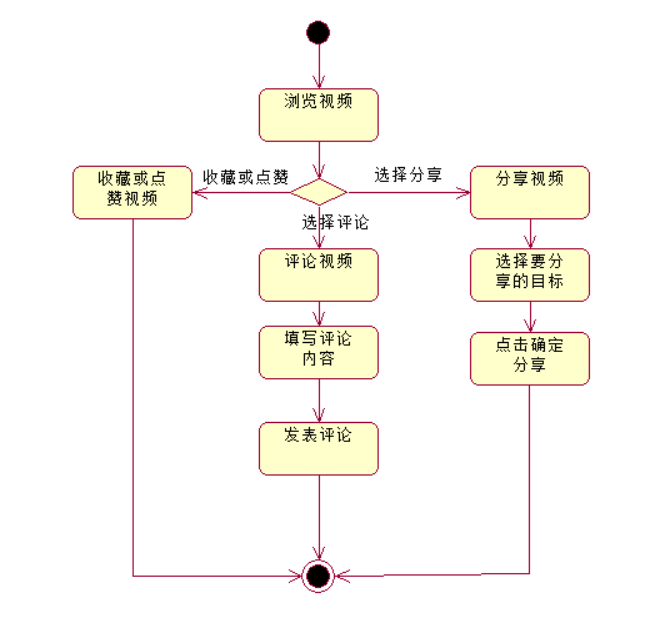 浏览视频
收藏或点
赞视频
收藏或点赞
选择分享
分享视频
选择评论
评论视频
选择要分
享的目标
填写评论
内容
点击确定
分享
发表评论